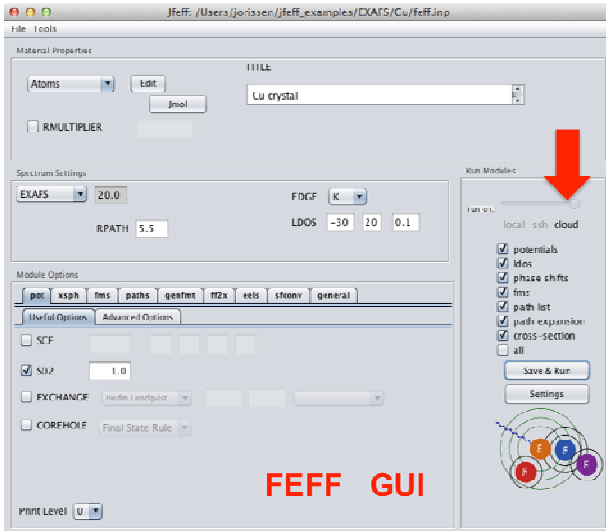 Jfeff: /Users/jorissen/jfeff_examples/EXAFS/Cu/feff.inp
File Tools
Material Properties
TITLE
Atoms Edit
Cu crystal
Jmol
RMULTIPLIER
Spectrum Settings
Run Modules
EXAFS 20.0
EDGE K
run on:
RPATH 5.5
LDOS -30 20 0.1
local ssh cloud
potentials
ldos
phase shifts
fms
path list
path expansion
cross-section
all
Save & Run
Settings
Module Options
pot xsph fms paths genfmt ff2x eels sfconv general
Useful Options Advanced Options
SCF
S02 1.0
EXCHANGE Hedin Lundqvist
COREHOLE Final State Rule
F E F F
FEFF GUI
Print Level 0